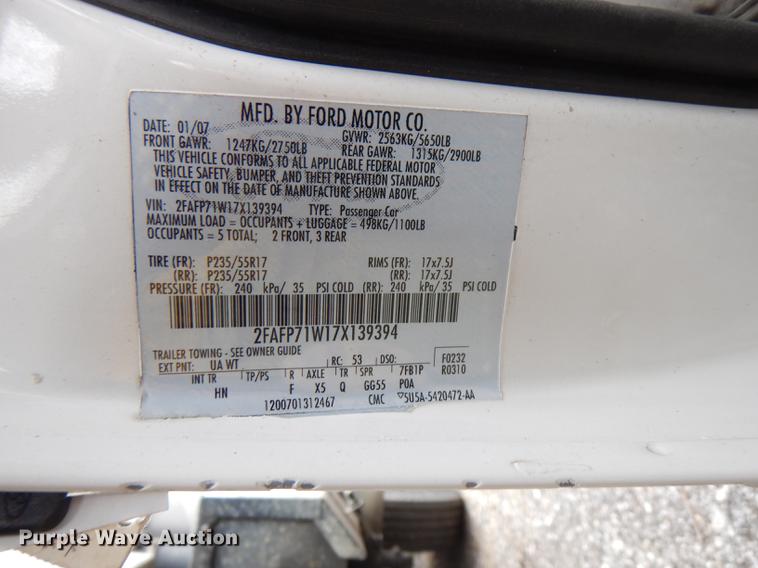 MFD. BY FORD MOTOR CO.
DATE: 01/07 GVWR: 2563KG/5650LB
FRONT GAWR: 1247KG/2750LB REAR GAWR: 1315KG/2900LB
THIS VEHICLE CONFORMS TO ALL APPLICABLE FEDERAL MOTOR
VEHICLE SAFETY, BUMPER, AND THEFT PREVENTION STANDARDS
IN EFFECT ON THE DATE OF MANUFACTURE SHOWN ABOVE.
VIN: 2FAFP71W17X139394 TYPE: Passenger Car
MAXIMUM LOAD = OCCUPANTS + LUGGAGE = 498KG/1100LB
OCCUPANTS = 5 TOTAL; 2 FRONT, 3 REAR
TIRE (FR): P235/55R17 RIMS (FR): 17x7.5J
(RR): P235/55R17 (RR): 17x7.5J
PRESSURE (FR): 240 kPa/ 35 PSI COLD (RR): 240 kPa/ 35 PSI COLD
2FAFP71W17X139394
TRAILER TOWING - SEE OWNER GUIDE F0232
EXT PNT: UA WT RC: 53 DSO: R0310
INT TR TP/PS R AXLE TR SPR 7FB1P
HN F X5 Q GG55 POA
1200701312467 CMC ▽5U5A-5420472-AA
Purple Wave Auction